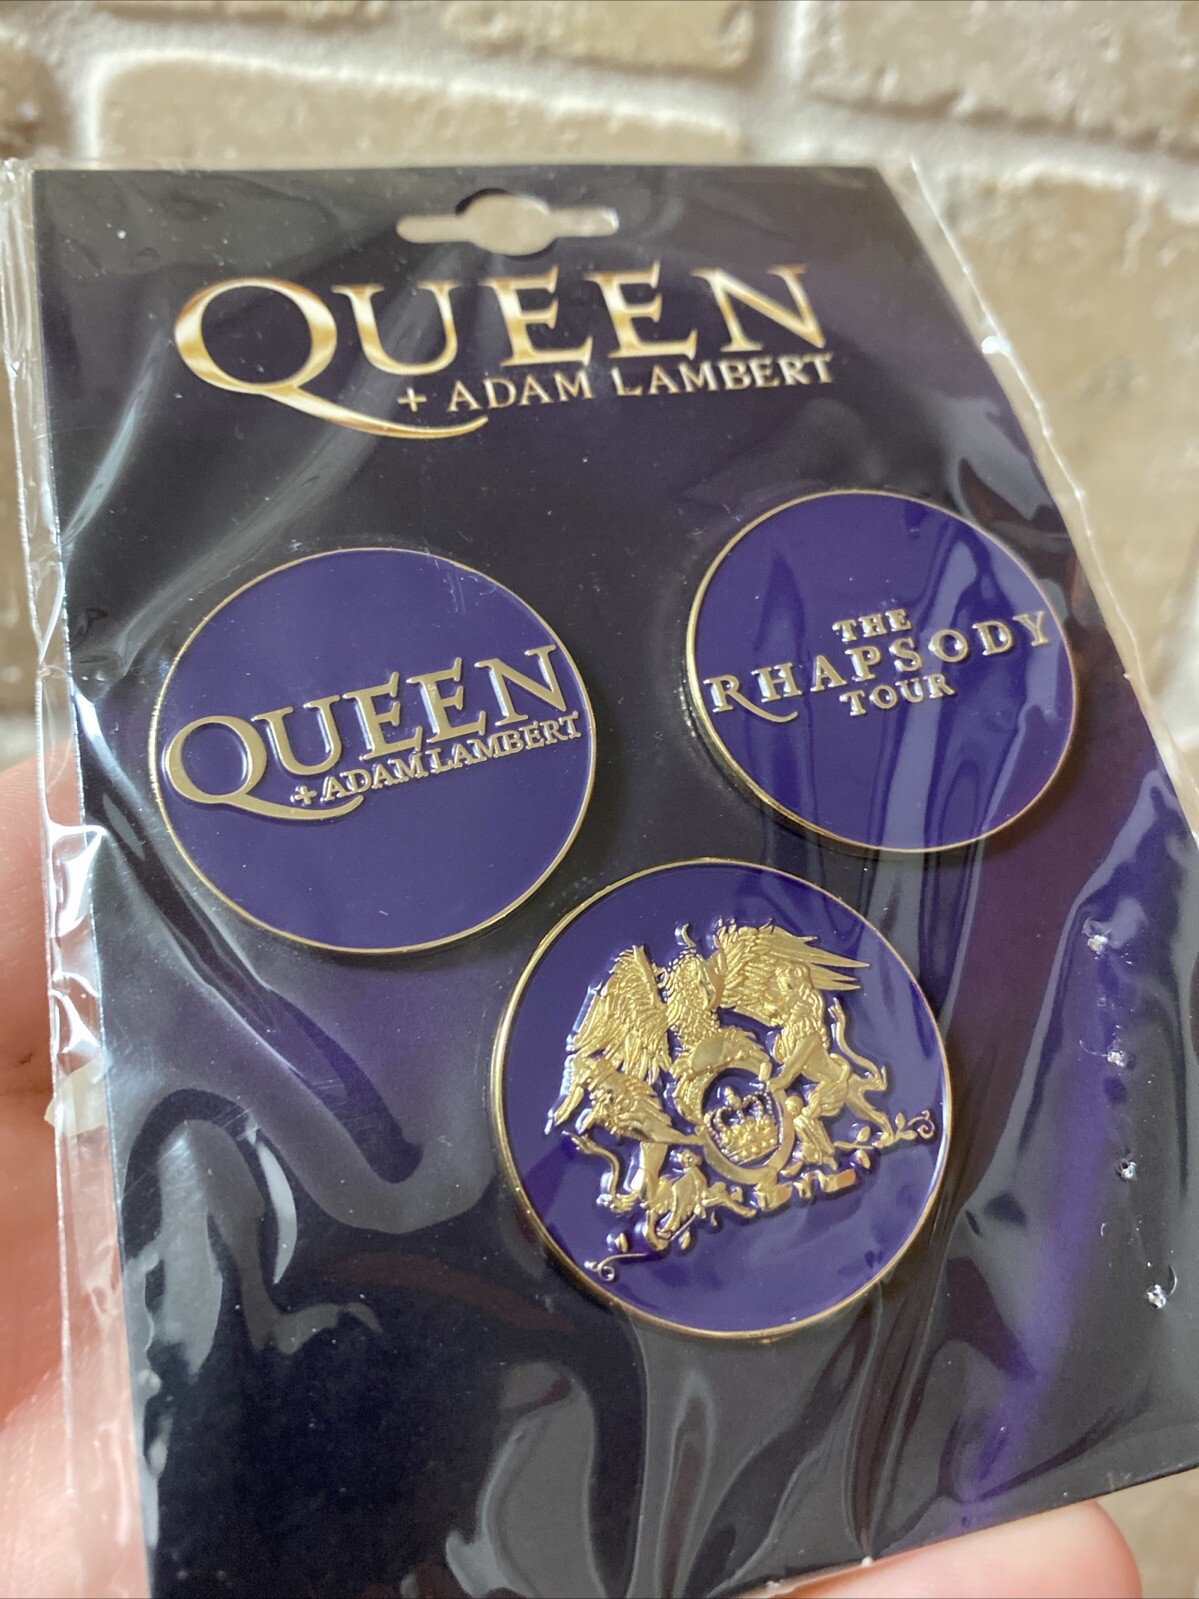 QUEEN
+ ADAM LAMBERT
QUEEN
+ ADAM LAMBERT
THE
RHAPSODY
TOUR